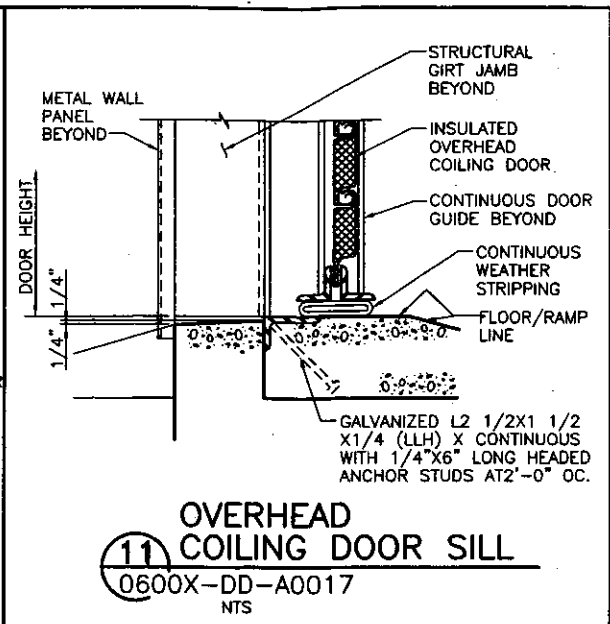 STRUCTURAL
GIRT JAMB
BEYOND
METAL WALL
PANEL
BEYOND
INSULATED
OVERHEAD
COILING DOOR
DOOR HEIGHT
CONTINUOUS DOOR
GUIDE BEYOND
CONTINUOUS
WEATHER
STRIPPING
1/4"
FLOOR/RAMP
LINE
1/4"
GALVANIZED L2 1/2X1 1/2
X1/4 (LLH) X CONTINUOUS
WITH 1/4"X6" LONG HEADED
ANCHOR STUDS AT2'-0" OC.
OVERHEAD
11 COILING DOOR SILL
0600X-DD-A0017
NTS